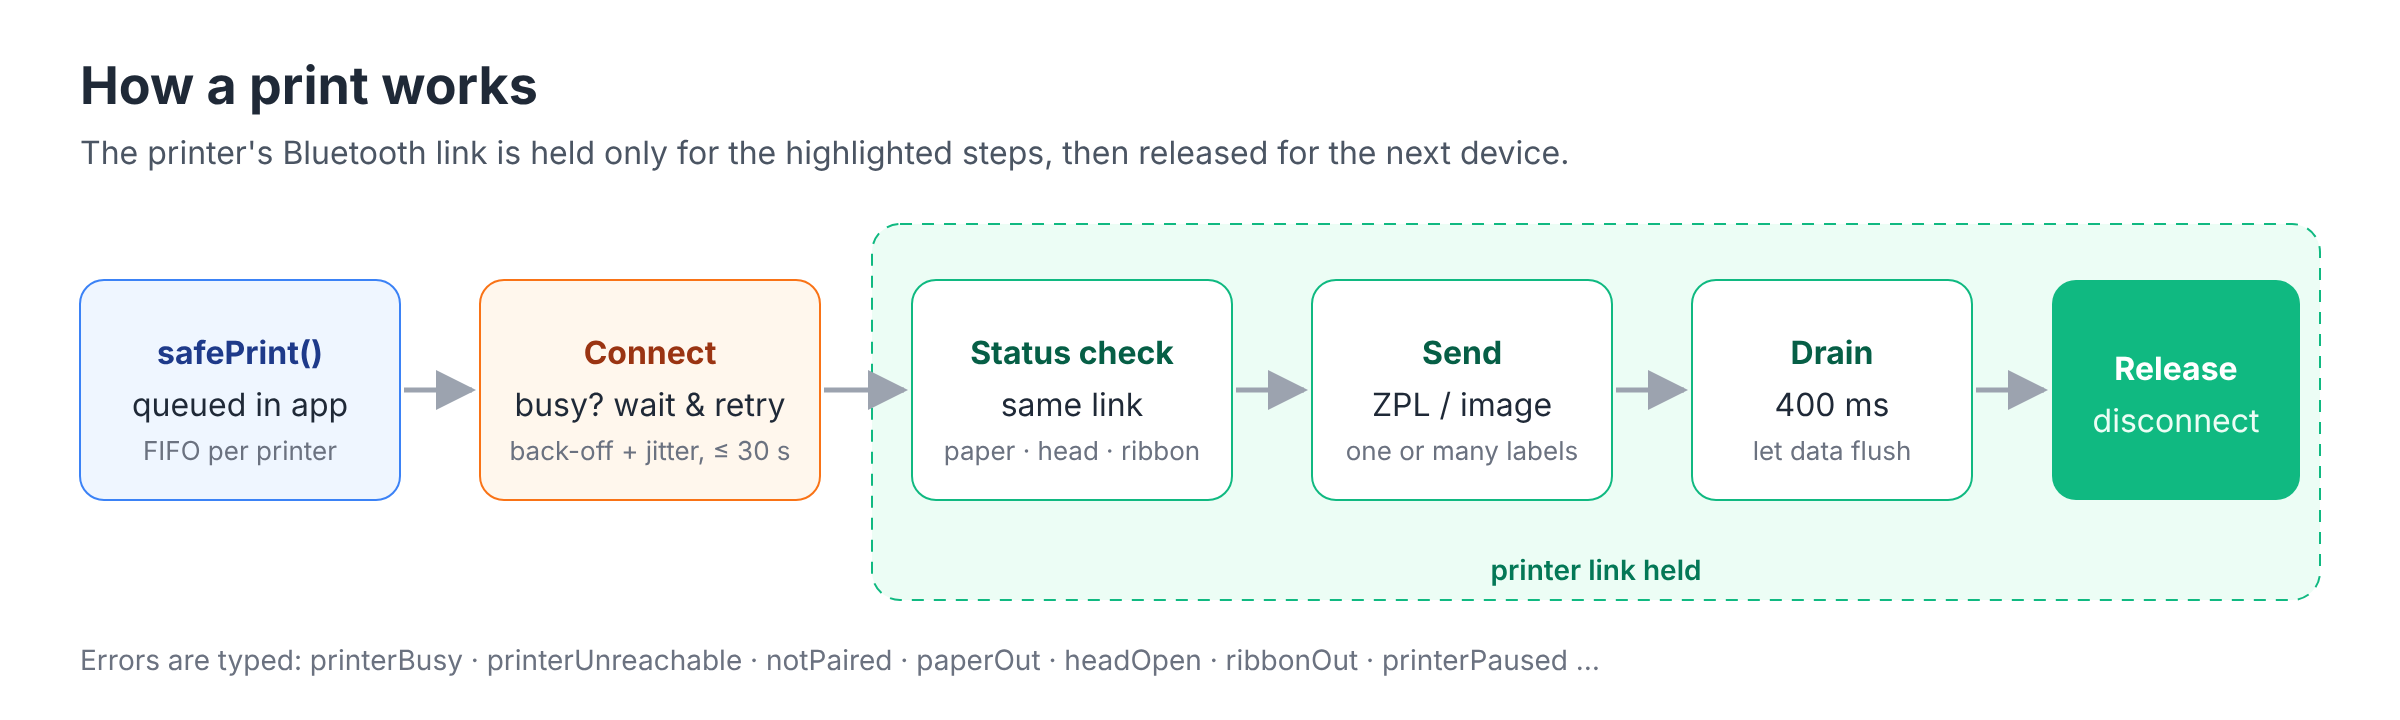 How a print works
The printer's Bluetooth link is held only for the highlighted steps, then released for the next device.
safePrint()
queued in app
FIFO per printer
Connect
busy? wait & retry
back-off + jitter, ≤ 30 s
Status check
same link
paper · head · ribbon
Send
ZPL / image
one or many labels
Drain
400 ms
let data flush
Release
disconnect
printer link held
Errors are typed: printerBusy · printerUnreachable · notPaired · paperOut · headOpen · ribbonOut · printerPaused ...